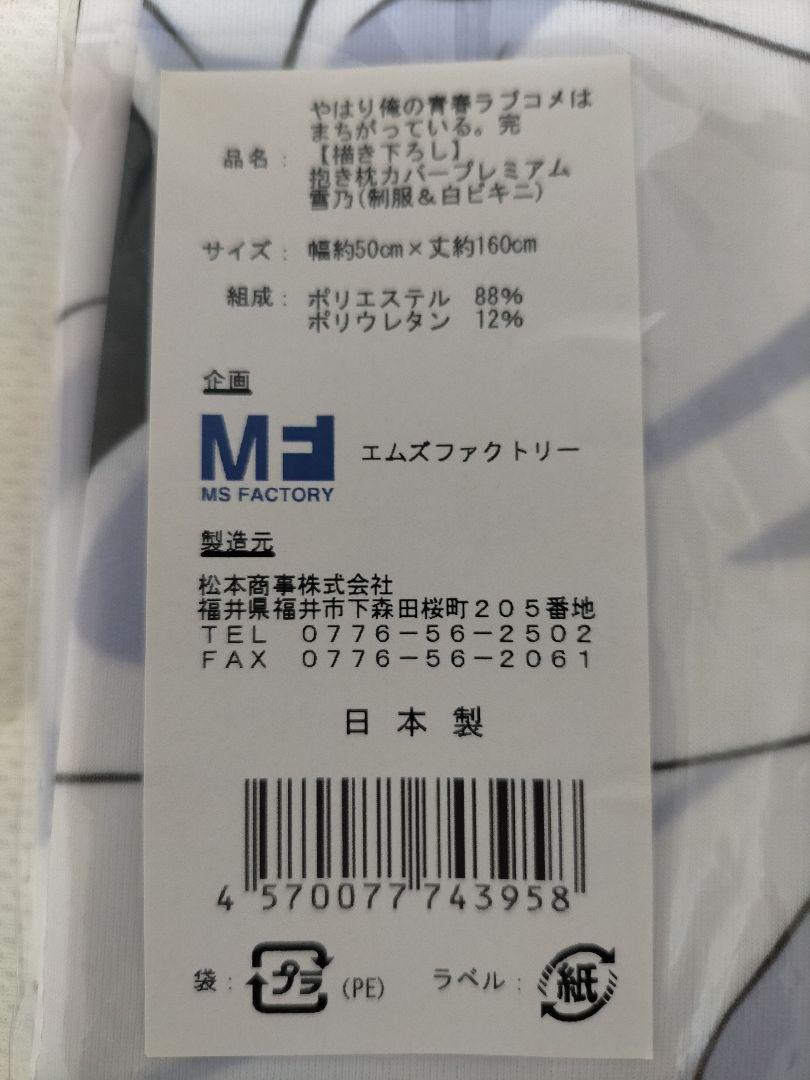 やはり俺の青春ラブコメは
まちがっている。完
品名： 【描き下ろし】
抱き枕カバープレミアム
雪乃(制服＆白ビキニ)
サイズ： 幅約50cm×丈約160cm
組成： ポリエステル 88%
ポリウレタン 12%
企画
MF
MS FACTORY
エムズファクトリー
製造元
松本商事株式会社
福井県福井市下森田桜町２０５番地
ＴＥＬ ０７７６－５６－２５０２
ＦＡＸ ０７７６－５６－２０６１
日本製
4 570077 743958
袋： プラ (PE) ラベル： 紙